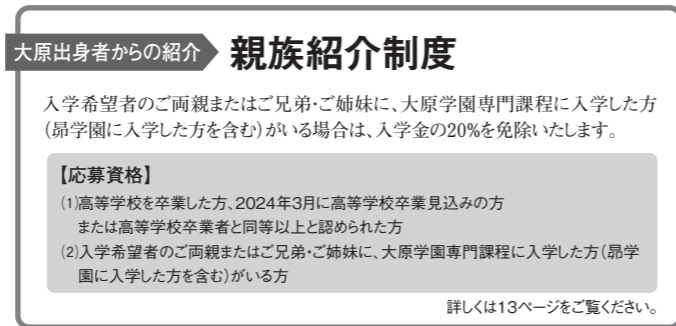 大原出身者からの紹介
親族紹介制度
入学希望者のご両親またはご兄弟・ご姉妹に、大原学園専門課程に入学した方
(昴学園に入学した方を含む)がいる場合は、入学金の20%を免除いたします。
【応募資格】
(1)高等学校を卒業した方、2024年3月に高等学校卒業見込みの方
または高等学校卒業者と同等以上と認められた方
(2)入学希望者のご両親またはご兄弟・ご姉妹に、大原学園専門課程に入学した方(昴学
園に入学した方を含む)がいる方
詳しくは13ページをご覧ください。